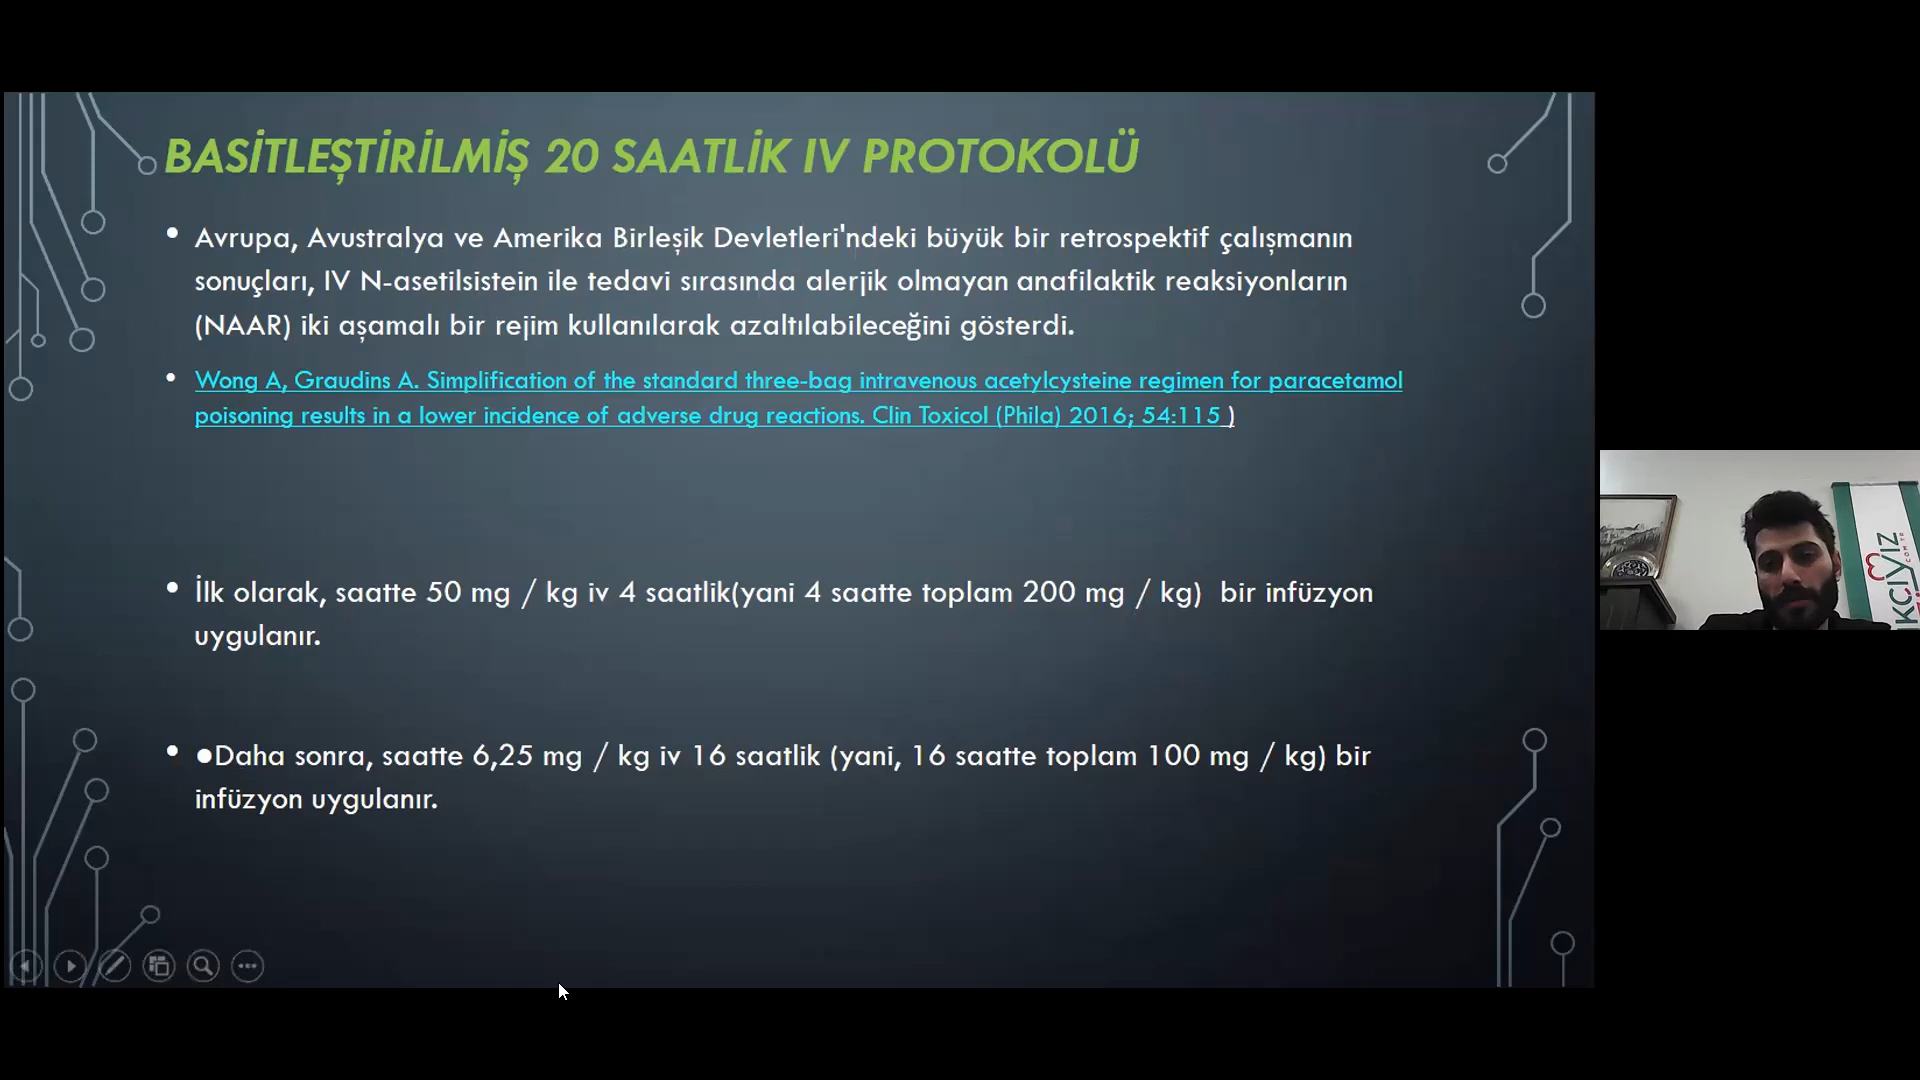 BASİTLEŞTİRİLMİŞ 20 SAATLİK IV PROTOKOLÜ
• Avrupa, Avustralya ve Amerika Birleşik Devletleri'ndeki büyük bir retrospektif çalışmanın
sonuçları, IV N-asetilsistein ile tedavi sırasında alerjik olmayan anafilaktik reaksiyonların
(NAAR) iki aşamalı bir rejim kullanılarak azaltılabileceğini gösterdi.
• Wong A, Graudins A. Simplification of the standard three-bag intravenous acetylcysteine regimen for paracetamol
poisoning results in a lower incidence of adverse drug reactions. Clin Toxicol (Phila) 2016; 54:115 )
• İlk olarak, saatte 50 mg / kg iv 4 saatlik(yani 4 saatte toplam 200 mg / kg)  bir infüzyon
uygulanır.
• ●Daha sonra, saatte 6,25 mg / kg iv 16 saatlik (yani, 16 saatte toplam 100 mg / kg) bir
infüzyon uygulanır.